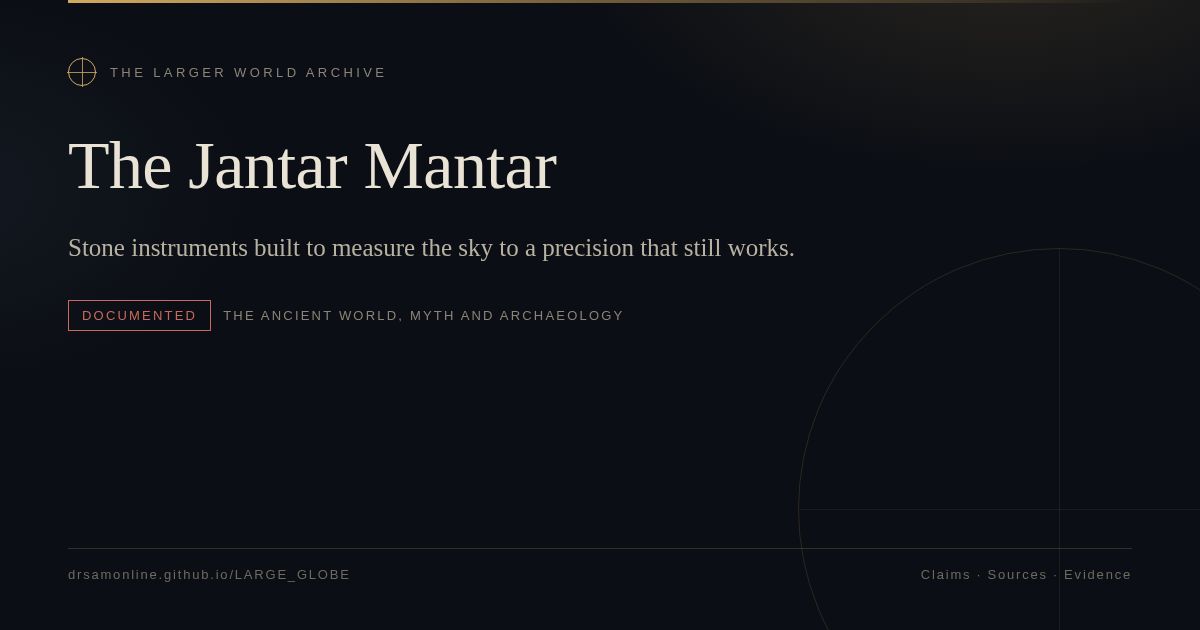 THE LARGER WORLD ARCHIVE
The Jantar Mantar
Stone instruments built to measure the sky to a precision that still works.
DOCUMENTED THE ANCIENT WORLD, MYTH AND ARCHAEOLOGY
drsamonline.github.io/LARGE_GLOBE Claims · Sources · Evidence